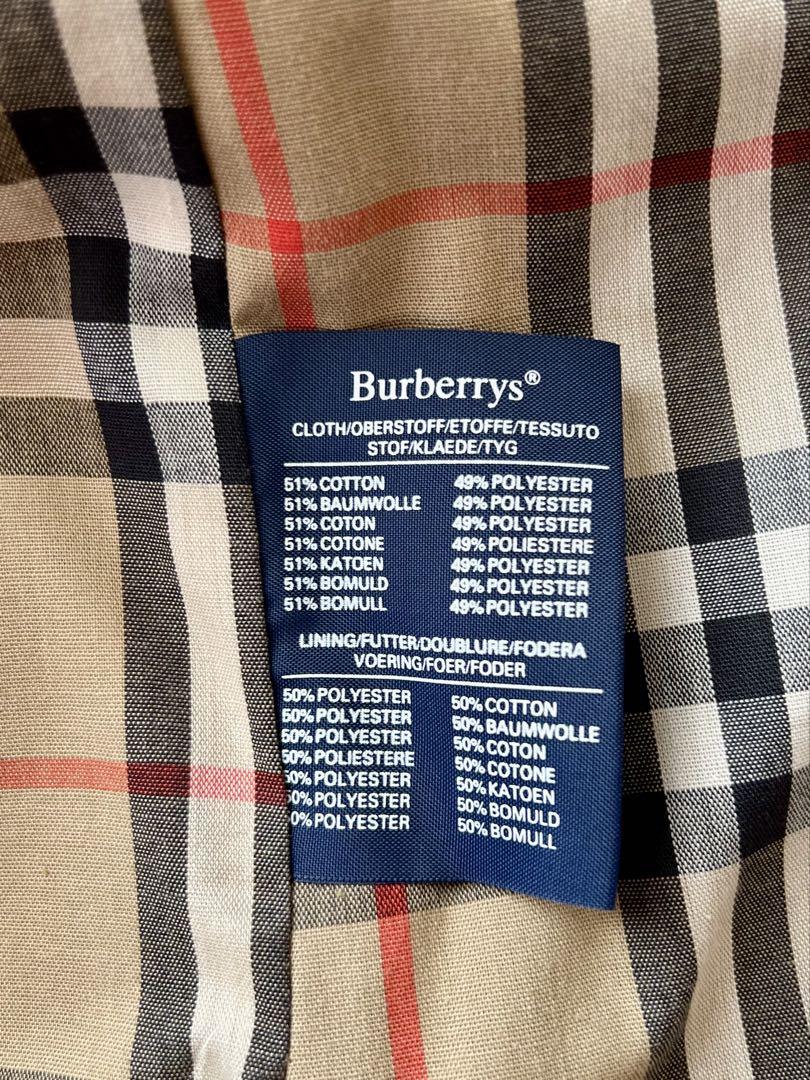 Burberrys®
CLOTH/OBERSTOFF/ETOFFE/TESSUTO
STOF/KLAEDE/TYG
51% COTTON 49% POLYESTER
51% BAUMWOLLE 49% POLYESTER
51% COTON 49% POLYESTER
51% COTONE 49% POLIESTERE
51% KATOEN 49% POLYESTER
51% BOMULD 49% POLYESTER
51% BOMULL 49% POLYESTER
LINING/FUTTER/DOUBLURE/FODERA
VOERING/FOER/FODER
50% POLYESTER 50% COTTON
50% POLYESTER 50% BAUMWOLLE
50% POLYESTER 50% COTON
50% POLIESTERE 50% COTONE
50% POLYESTER 50% KATOEN
50% POLYESTER 50% BOMULD
0% POLYESTER 50% BOMULL